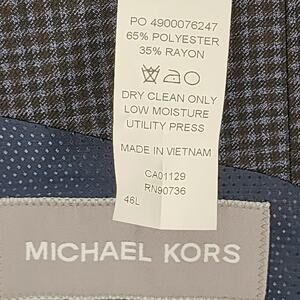 PO 4900076247
65% POLYESTER
35% RAYON
DRY CLEAN ONLY
LOW MOISTURE
UTILITY PRESS
MADE IN VIETNAM
CA01129
RN90736
46L
MICHAEL KORS